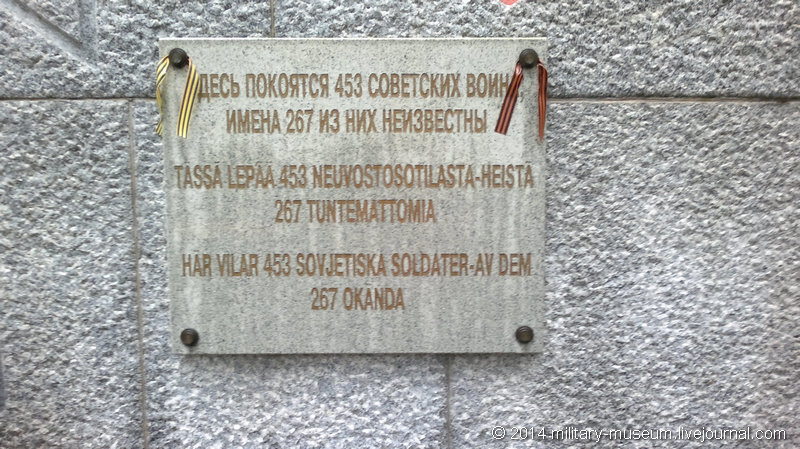 ДЕСЬ ПОКОЯТСЯ 453 СОВЕТСКИХ ВОИН
ИМЕНА 267 ИЗ НИХ НЕИЗВЕСТНЫ
TÄSSÄ LEPÄÄ 453 NEUVOSTOSOTILASTA-HEISTÄ
267 TUNTEMATTOMIA
HÄR VILAR 453 SOVJETISKA SOLDATER-AV DEM
267 OKÄNDA
© 2014 military-museum.livejournal.com